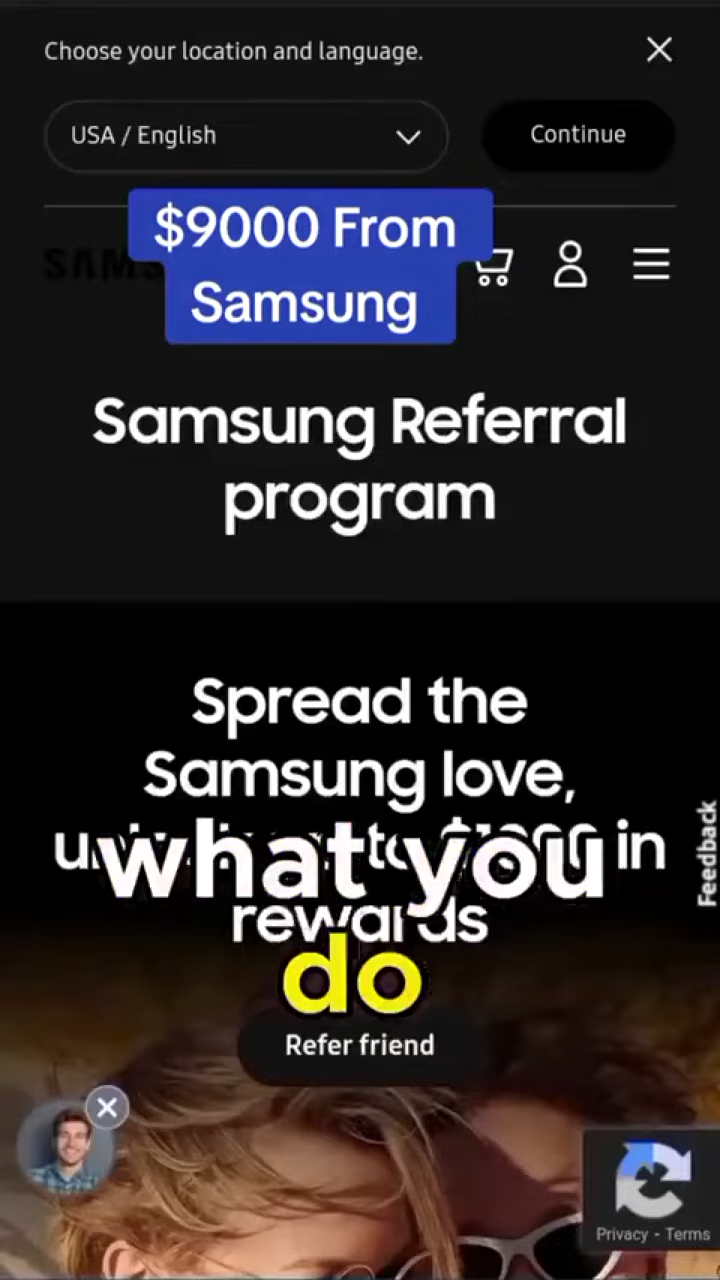 Choose your location and language.
USA / English
Continue
$9000 From
Samsung
Samsung Referral
program
Spread the
Samsung love,
in
what you
rewards
do
Refer friend
Feedback
Privacy - Terms